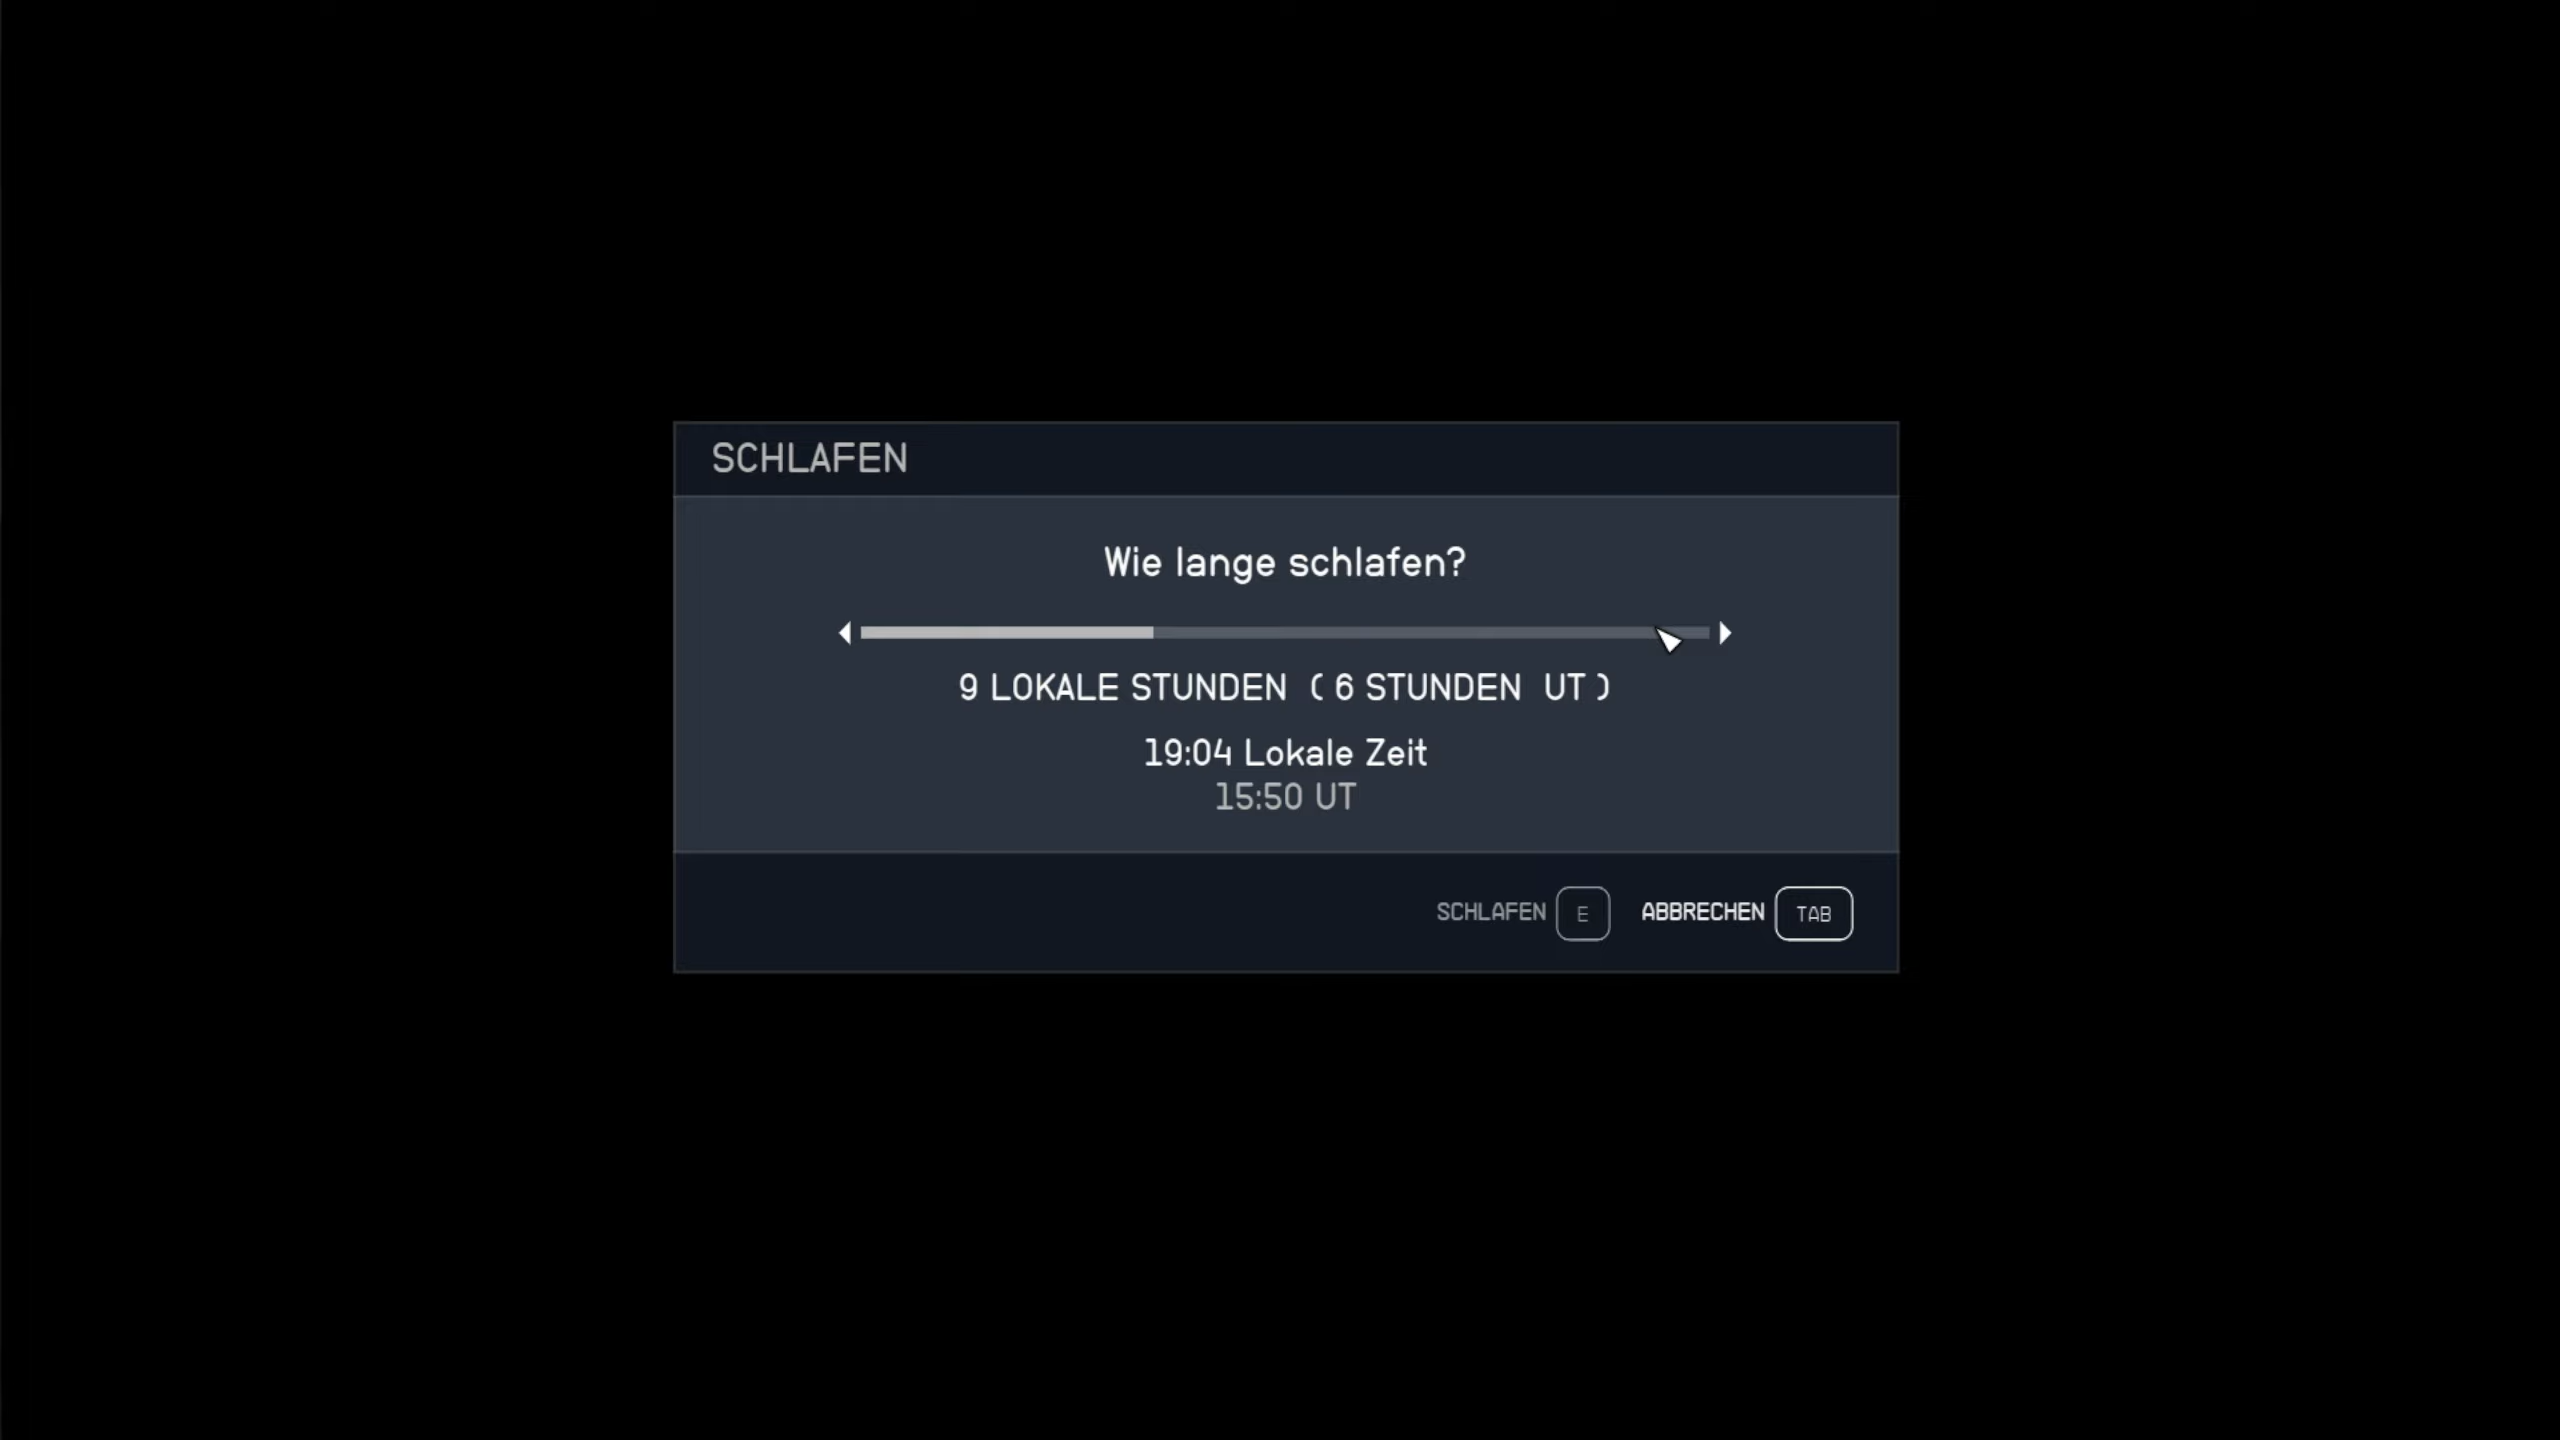 SCHLAFEN
Wie lange schlafen?
9 LOKALE STUNDEN ( 6 STUNDEN UT )
19:04 Lokale Zeit
15:50 UT
SCHLAFEN E ABBRECHEN TAB